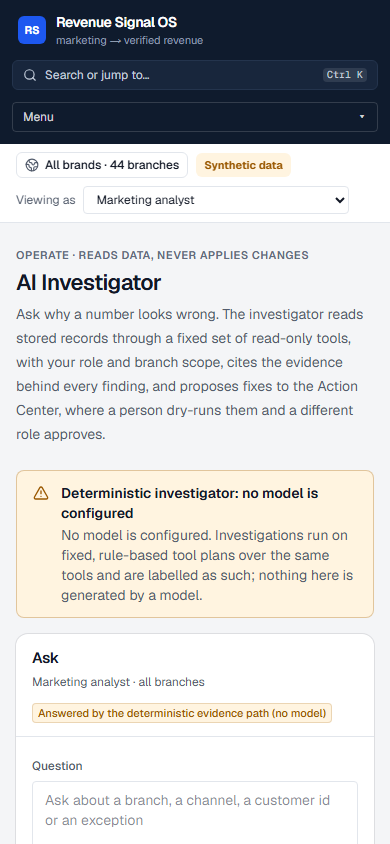 RS
Revenue Signal OS
marketing → verified revenue
Search or jump to... Ctrl K
Menu
All brands · 44 branches Synthetic data
Viewing as Marketing analyst
OPERATE · READS DATA, NEVER APPLIES CHANGES
AI Investigator
Ask why a number looks wrong. The investigator reads
stored records through a fixed set of read-only tools,
with your role and branch scope, cites the evidence
behind every finding, and proposes fixes to the Action
Center, where a person dry-runs them and a different
role approves.
Deterministic investigator: no model is
configured
No model is configured. Investigations run on
fixed, rule-based tool plans over the same
tools and are labelled as such; nothing here is
generated by a model.
Ask
Marketing analyst · all branches
Answered by the deterministic evidence path (no model)
Question
Ask about a branch, a channel, a customer id
or an exception